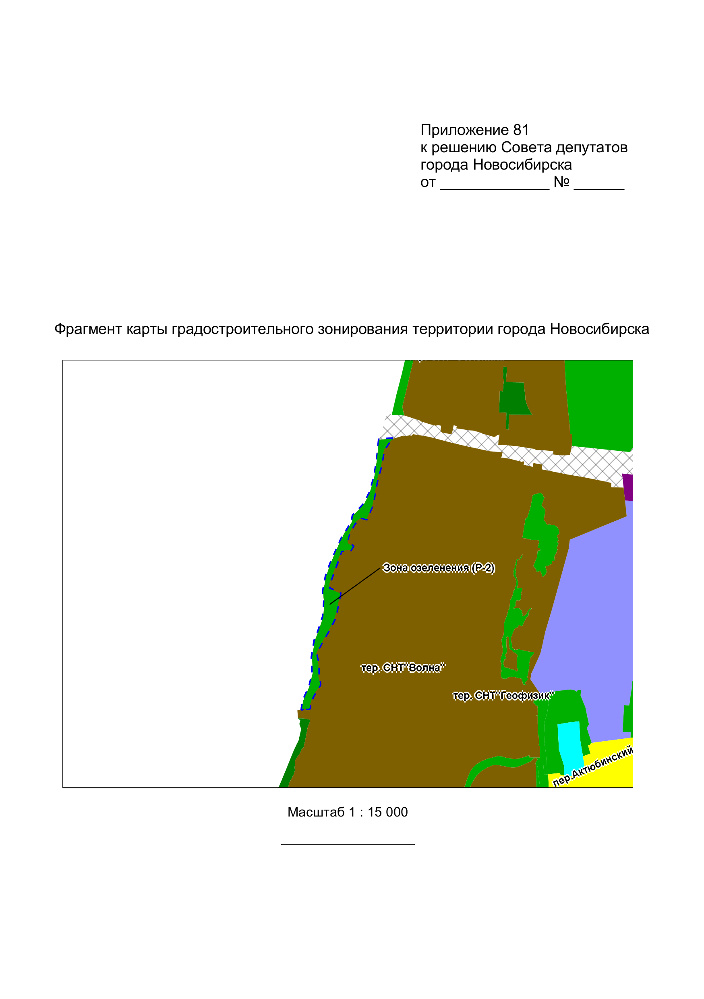 Приложение 81
к решению Совета депутатов
города Новосибирска
от _____________ № ______
Фрагмент карты градостроительного зонирования территории города Новосибирска
Зона озеленения (Р-2)
тер. СНТ"Волна"
тер. СНТ"Геофизик"
пер.Актюбинский
Масштаб 1 : 15 000